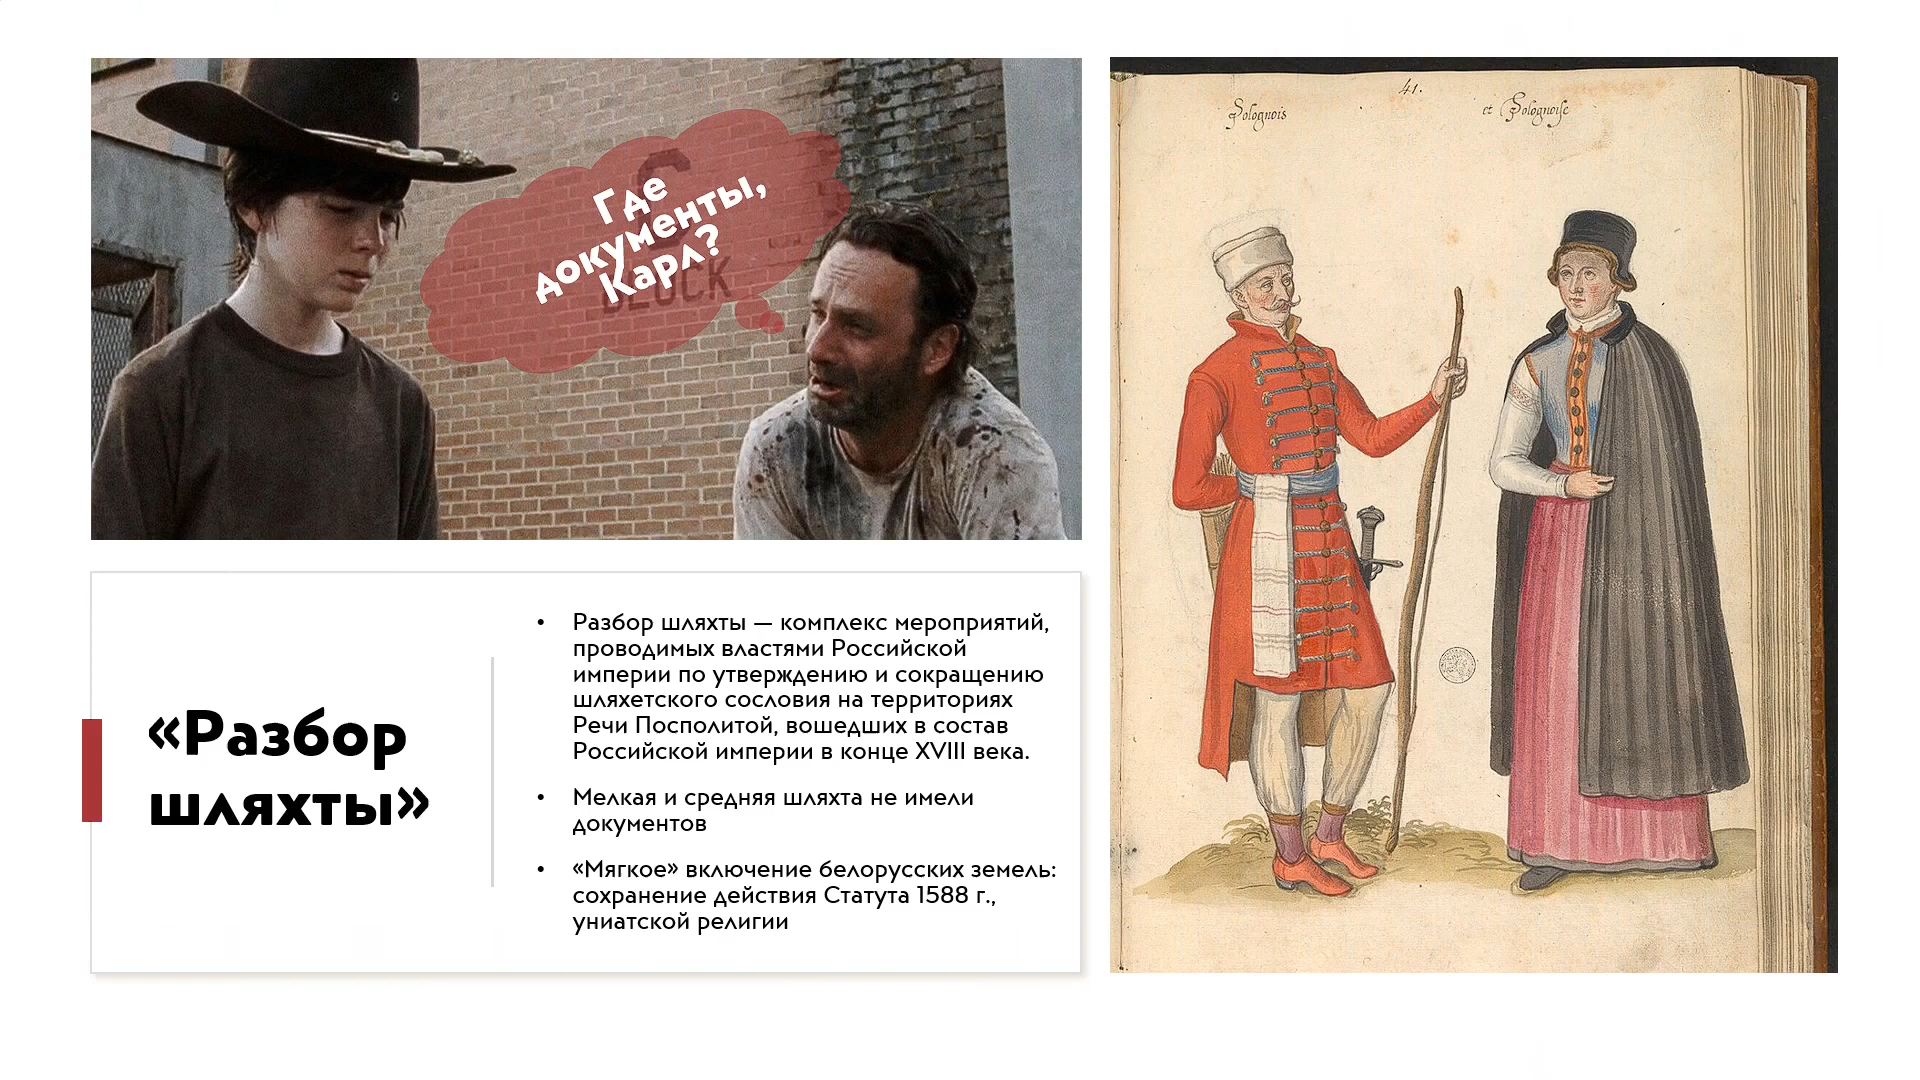 Где
документы,
Карл?
C
BLOCK
41.
Polognois
et Polognoise
«Разбор
шляхты»
• Разбор шляхты — комплекс мероприятий,
проводимых властями Российской
империи по утверждению и сокращению
шляхетского сословия на территориях
Речи Посполитой, вошедших в состав
Российской империи в конце XVIII века.
• Мелкая и средняя шляхта не имели
документов
• «Мягкое» включение белорусских земель:
сохранение действия Статута 1588 г.,
униатской религии